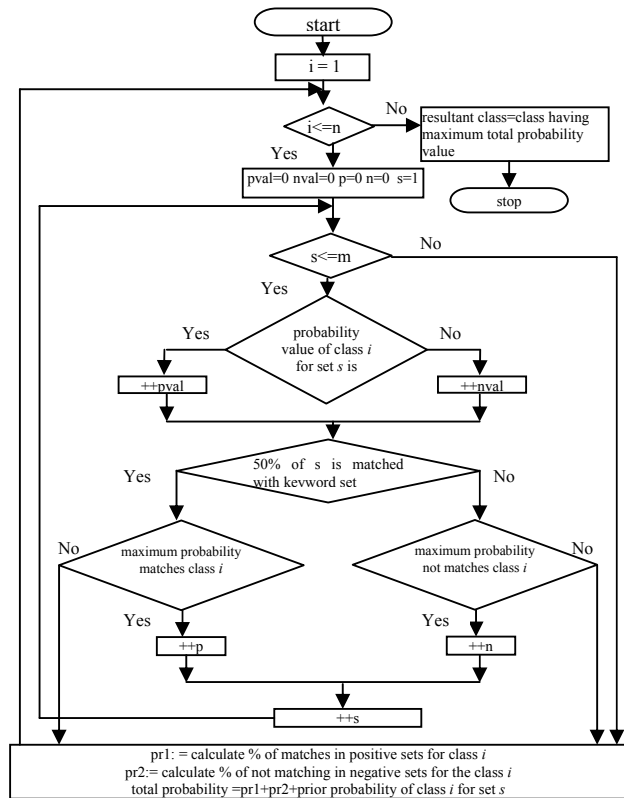 start
i = 1
i<=n
No
resultant class=class having
maximum total probability
value
stop
Yes
pval=0 nval=0 p=0 n=0 s=1
s<=m
No
Yes
probability
value of class i
for set s is
Yes
No
++pval
++nval
50% of s is matched
with keyword set
Yes
No
maximum probability
matches class i
No
maximum probability
not matches class i
No
Yes
Yes
++p
++n
++s
pr1: = calculate % of matches in positive sets for class i
pr2:= calculate % of not matching in negative sets for the class i
total probability =pr1+pr2+prior probability of class i for set s